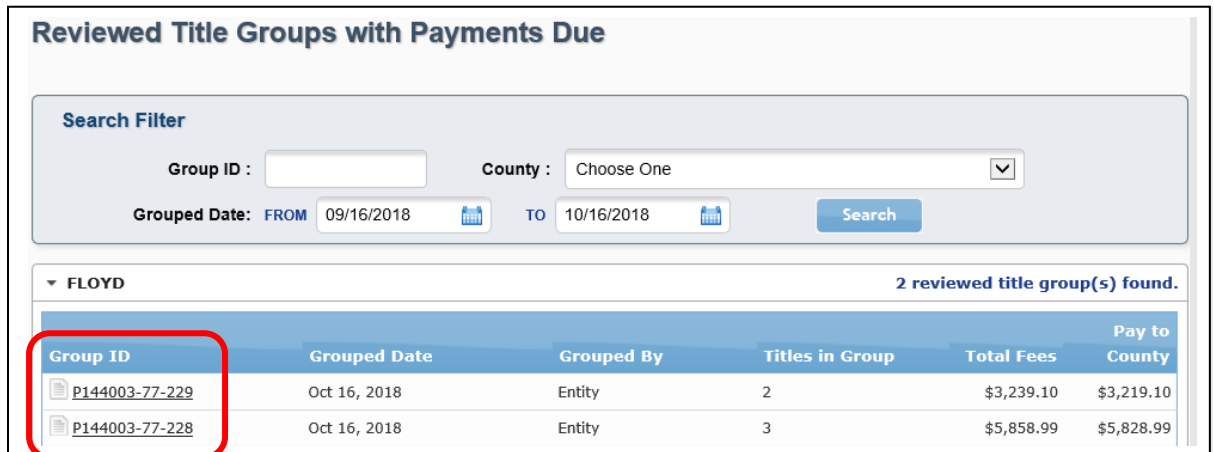 Reviewed Title Groups with Payments Due
Search Filter
Group ID : County : Choose One
Grouped Date: FROM 09/16/2018 TO 10/16/2018 Search
FLOYD 2 reviewed title group(s) found.
Group ID Grouped Date Grouped By Titles in Group Total Fees Pay to County
P144003-77-229 Oct 16, 2018 Entity 2 $3,239.10 $3,219.10
P144003-77-228 Oct 16, 2018 Entity 3 $5,858.99 $5,828.99